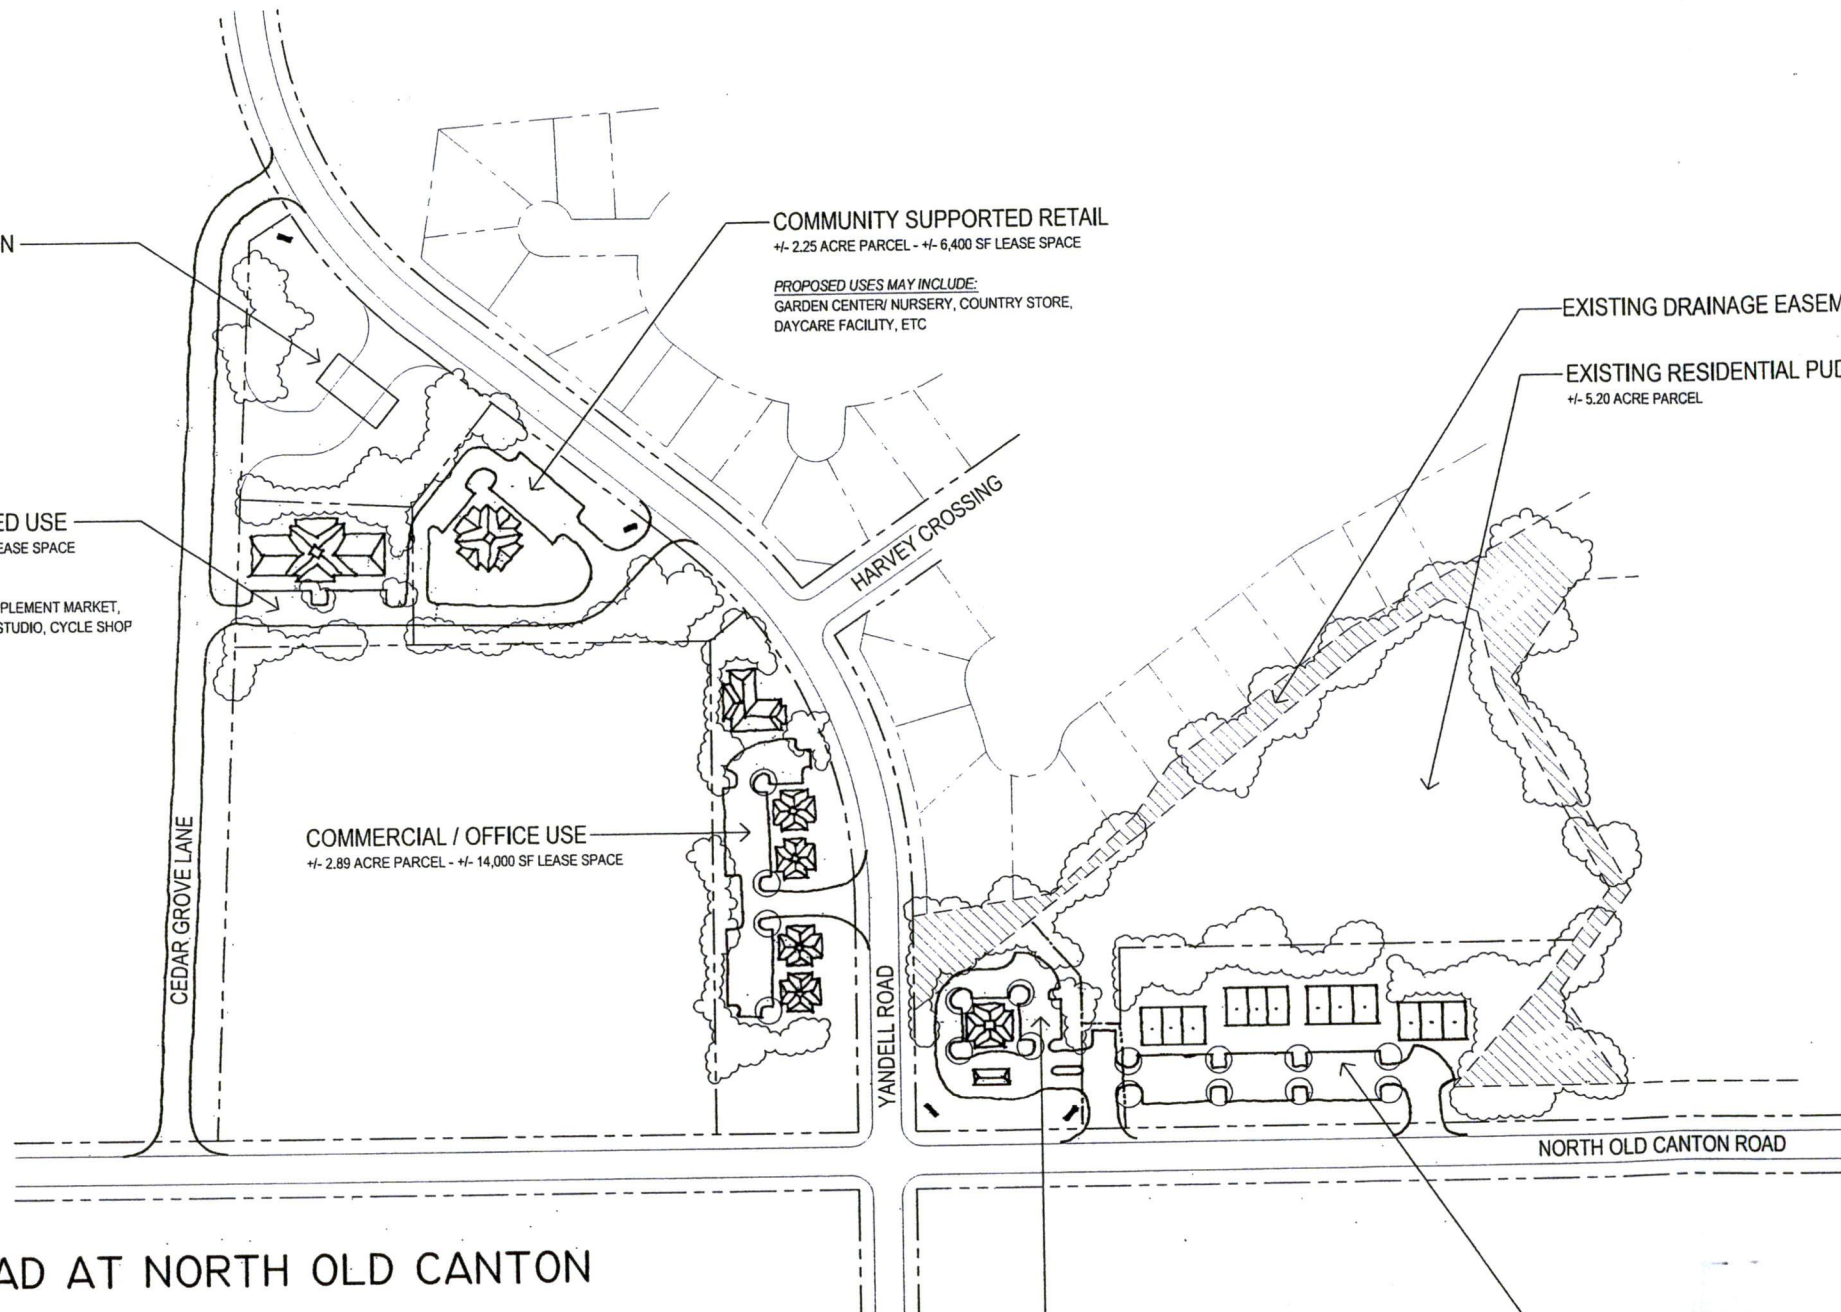 N
COMMUNITY SUPPORTED RETAIL
+/- 2.25 ACRE PARCEL - +/- 6,400 SF LEASE SPACE
PROPOSED USES MAY INCLUDE:
GARDEN CENTER/ NURSERY, COUNTRY STORE,
DAYCARE FACILITY, ETC
EXISTING DRAINAGE EASEM
EXISTING RESIDENTIAL PUD
+/- 5.20 ACRE PARCEL
ED USE
EASE SPACE
PLEMENT MARKET,
STUDIO, CYCLE SHOP
HARVEY CROSSING
COMMERCIAL / OFFICE USE
+/- 2.89 ACRE PARCEL - +/- 14,000 SF LEASE SPACE
CEDAR GROVE LANE
YANDELL ROAD
NORTH OLD CANTON ROAD
AD AT NORTH OLD CANTON